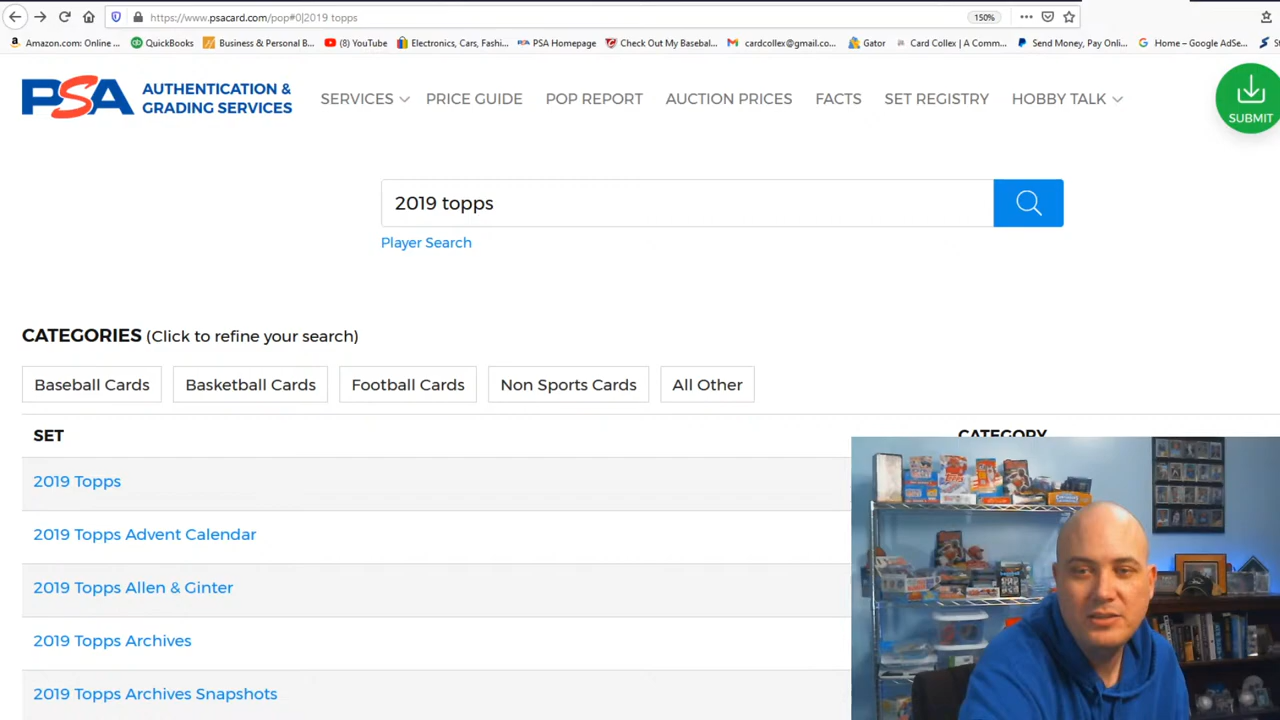 https://www.psacard.com/pop#0|2019 topps
150%
Amazon.com: Online ...
QuickBooks
Business & Personal B...
(8) YouTube
Electronics, Cars, Fashi...
PSA Homepage
Check Out My Basebal...
cardcollex@gmail.co...
Gator
Card Collex | A Comm...
Send Money, Pay Onli...
Home – Google AdSe...
PSA
AUTHENTICATION &
GRADING SERVICES
SERVICES
PRICE GUIDE
POP REPORT
AUCTION PRICES
FACTS
SET REGISTRY
HOBBY TALK
SUBMIT
2019 topps
Player Search
CATEGORIES (Click to refine your search)
Baseball Cards
Basketball Cards
Football Cards
Non Sports Cards
All Other
SET
CATEGORY
2019 Topps
2019 Topps Advent Calendar
2019 Topps Allen & Ginter
2019 Topps Archives
2019 Topps Archives Snapshots